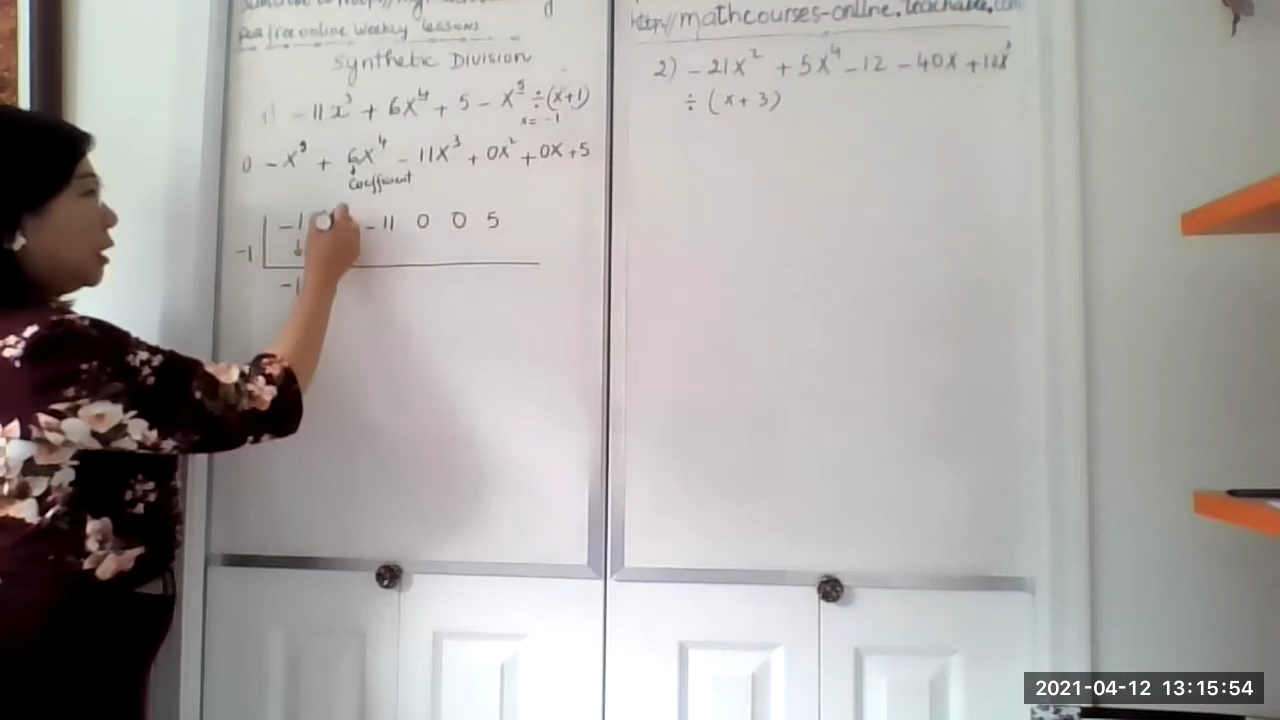 for free online weekly lessons
Synthetic Division
1) - 11x³ + 6x⁴ + 5 - x⁵ ÷ (x+1)
x = -1
0 - x⁵ + 6x⁴ - 11x³ + 0x² + 0x + 5
coefficient
-1 - 11 0 0 5
-1
-1
http://mathcourses-online.teachable.com
2) - 21x² + 5x⁴ - 12 - 40x +
÷ (x + 3)
2021-04-12 13:15:54